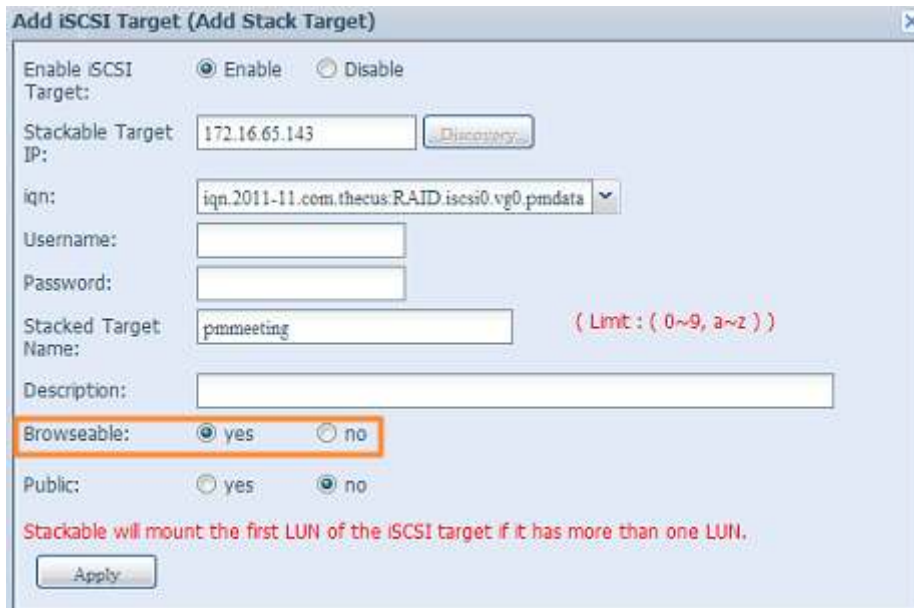 Add iSCSI Target (Add Stack Target)
Enable iSCSI Target: Enable Disable
Stackable Target IP: 172.16.65.143 Discovery
iqn: iqn.2011-11.com.thecus:RAID.iscsi0.vg0.pmdata
Username:
Password:
Stacked Target Name: pmmeeting ( Limit : ( 0~9, a~z ) )
Description:
Browseable: yes no
Public: yes no
Stackable will mount the first LUN of the iSCSI target if it has more than one LUN.
Apply